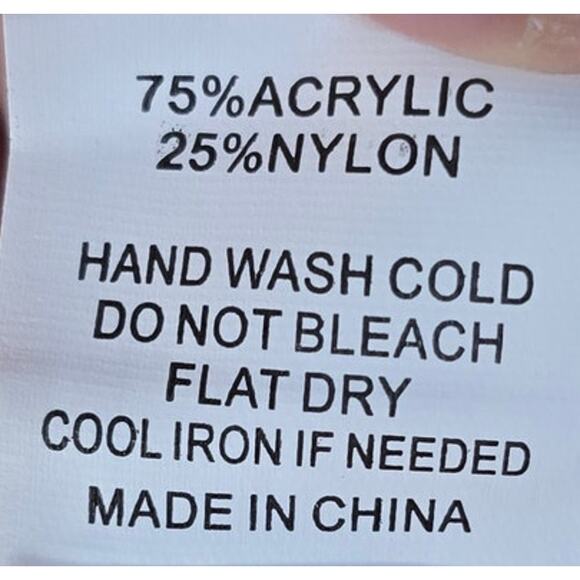 75%ACRYLIC
25%NYLON
HAND WASH COLD
DO NOT BLEACH
FLAT DRY
COOL IRON IF NEEDED
MADE IN CHINA